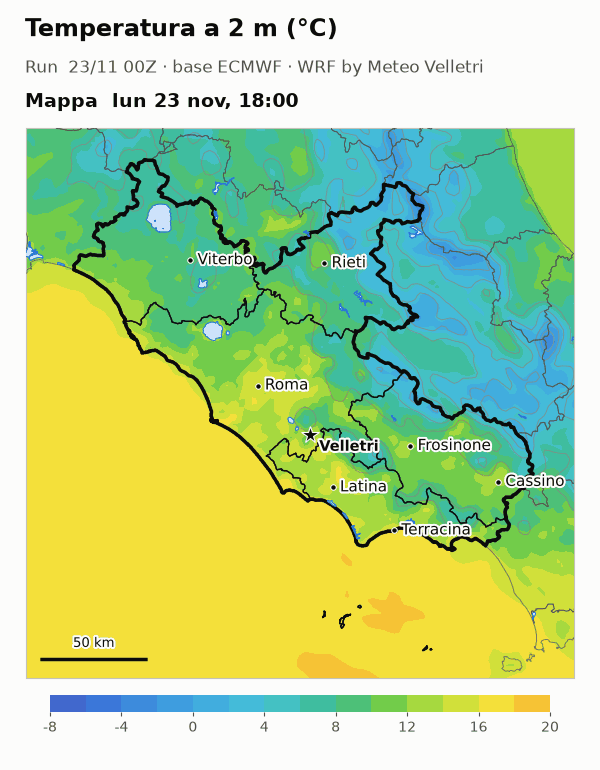 Temperatura a 2 m (°C)
Run  23/11 00Z · base ECMWF · WRF by Meteo Velletri
Mappa  lun 23 nov, 18:00
Viterbo
Rieti
Roma
Velletri
Frosinone
Latina
Cassino
Terracina
50 km
-8 -4 0 4 8 12 16 20